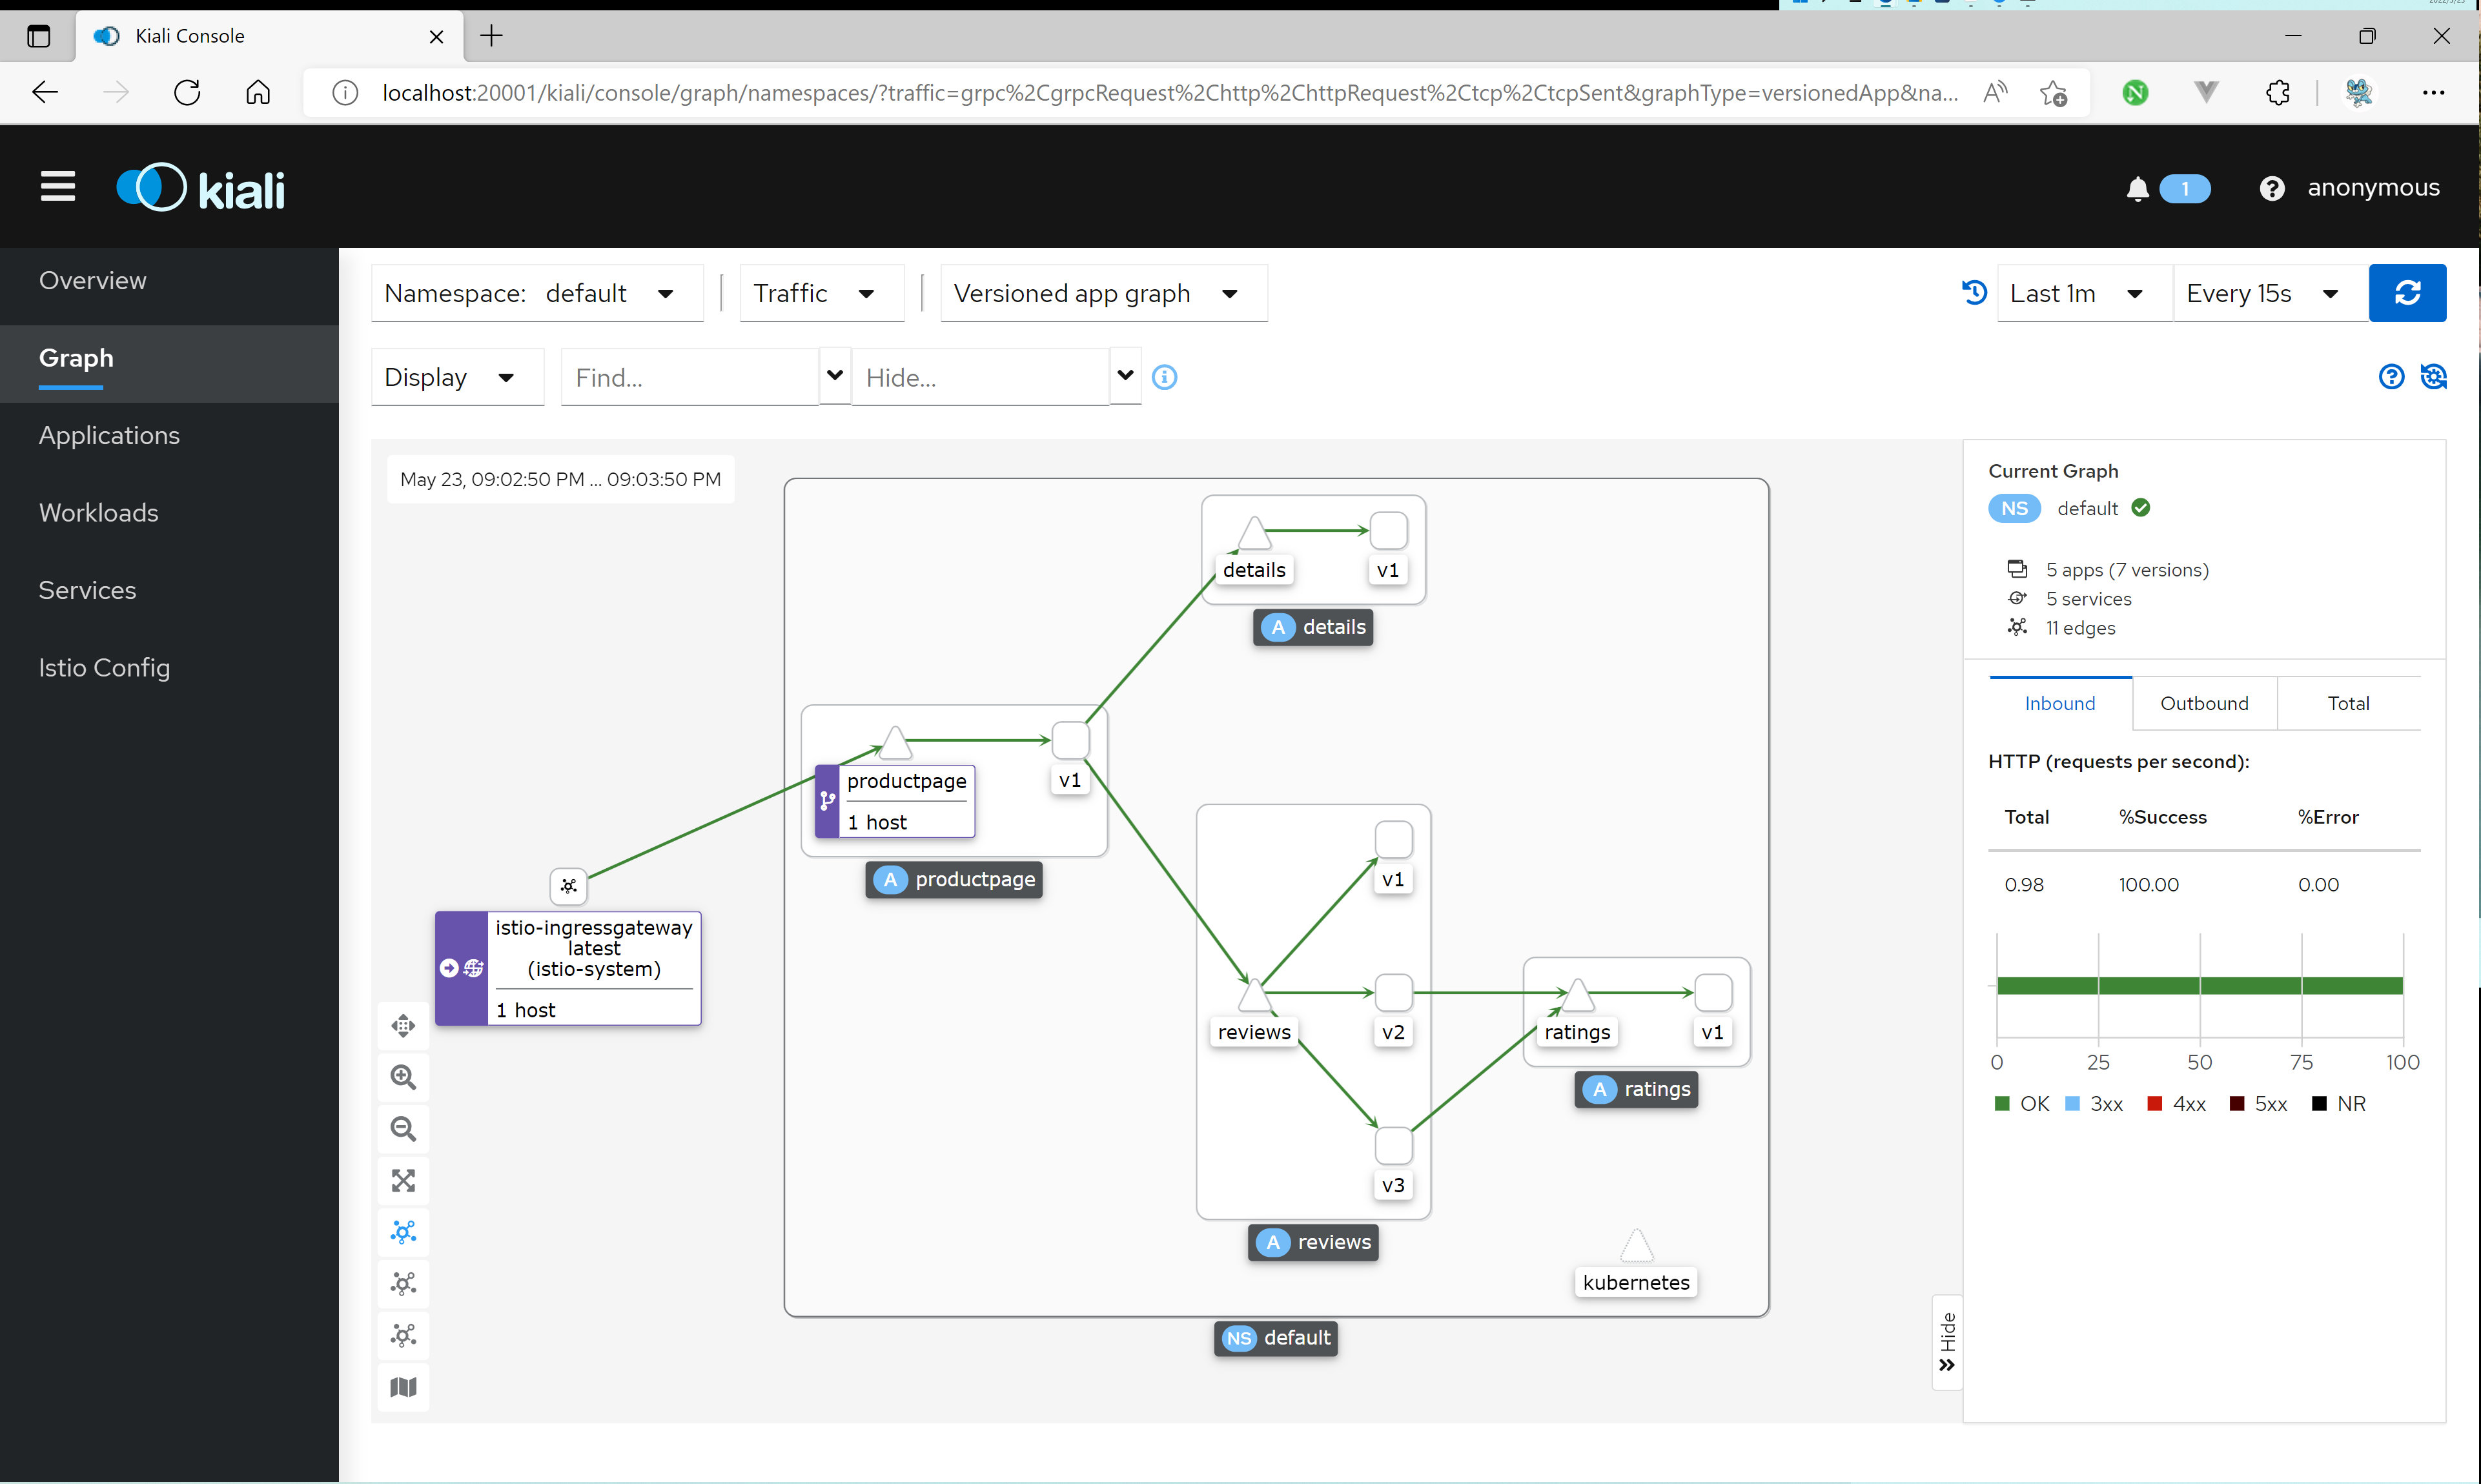 2022/5/23
Kiali Console
localhost:20001/kiali/console/graph/namespaces/?traffic=grpc%2CgrpcRequest%2Chttp%2ChttpRequest%2Ctcp%2CtcpSent&graphType=versionedApp&na...
kiali
1
anonymous
Overview
Graph
Applications
Workloads
Services
Istio Config
Namespace: default
Traffic
Versioned app graph
Last 1m
Every 15s
Display
Find...
Hide...
May 23, 09:02:50 PM ... 09:03:50 PM
details
v1
A details
productpage
1 host
v1
A productpage
istio-ingressgateway
latest
(istio-system)
1 host
v1
reviews
v2
v3
A reviews
ratings
v1
A ratings
kubernetes
NS default
Hide
Current Graph
NS default
5 apps (7 versions)
5 services
11 edges
Inbound
Outbound
Total
HTTP (requests per second):
Total %Success %Error
0.98 100.00 0.00
0 25 50 75 100
OK 3xx 4xx 5xx NR